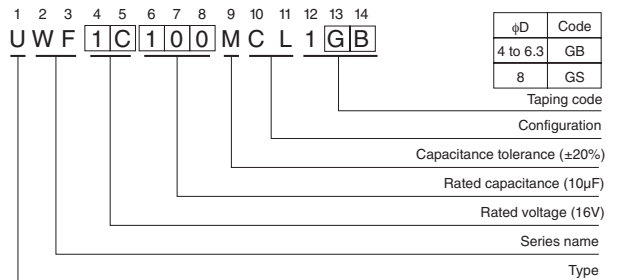 1 2 3 4 5 6 7 8 9 10 11 12 13 14
U W F 1 C 1 0 0 M C L 1 G B
ϕD Code
4 to 6.3 GB
8 GS
Taping code
Configuration
Capacitance tolerance (±20%)
Rated capacitance (10µF)
Rated voltage (16V)
Series name
Type